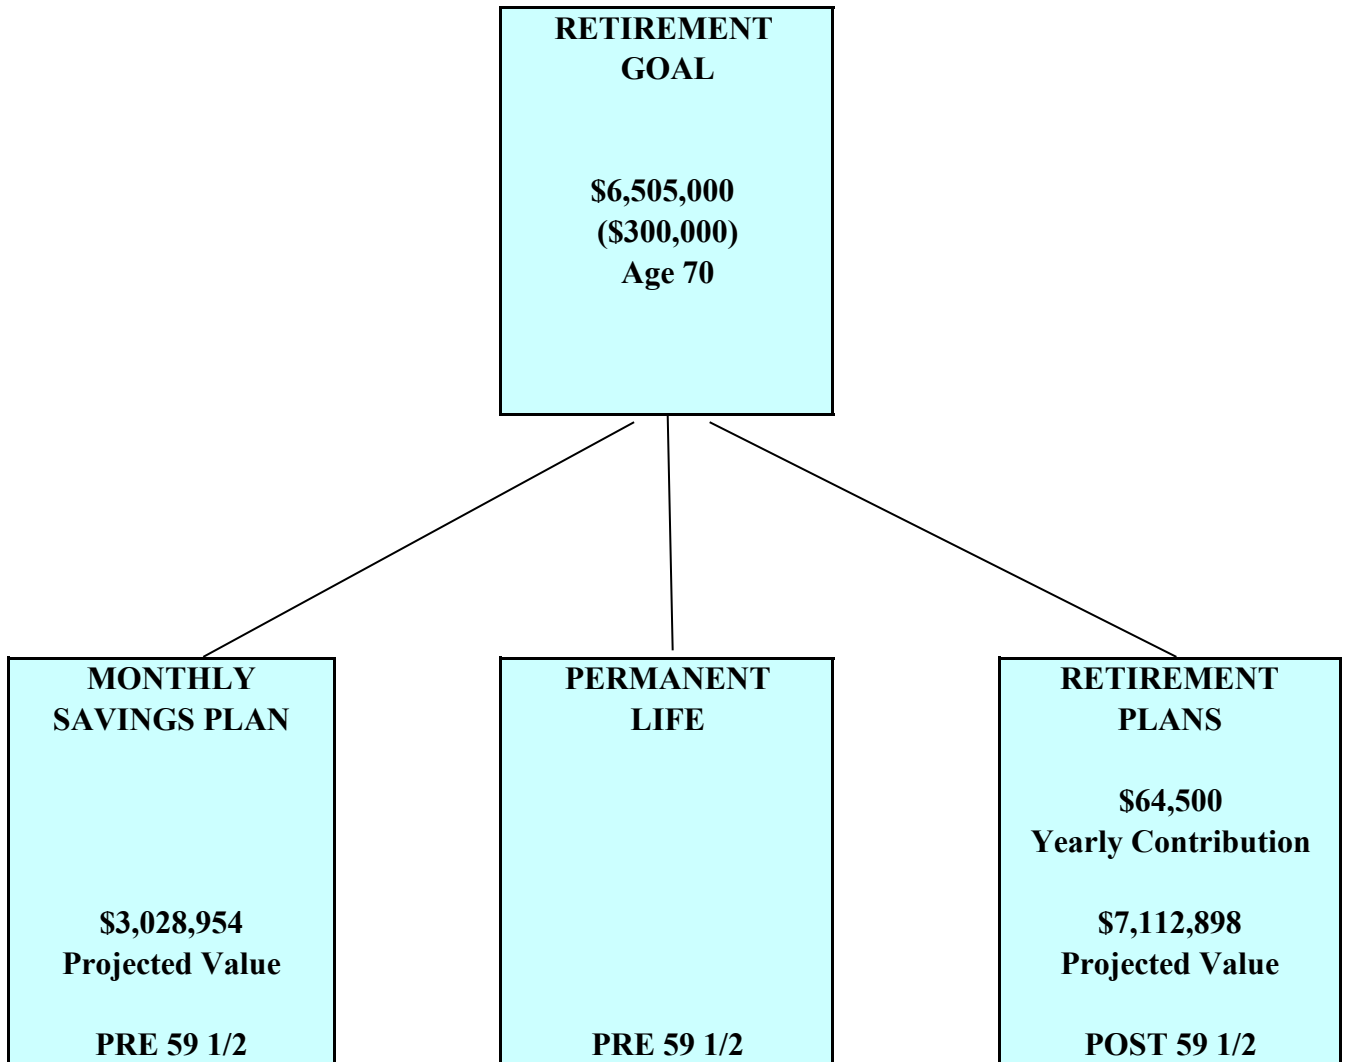 RETIREMENT
GOAL
$6,505,000
($300,000)
Age 70
MONTHLY
SAVINGS PLAN
$3,028,954
Projected Value
PRE 59 1/2
PERMANENT
LIFE
PRE 59 1/2
RETIREMENT
PLANS
$64,500
Yearly Contribution
$7,112,898
Projected Value
POST 59 1/2